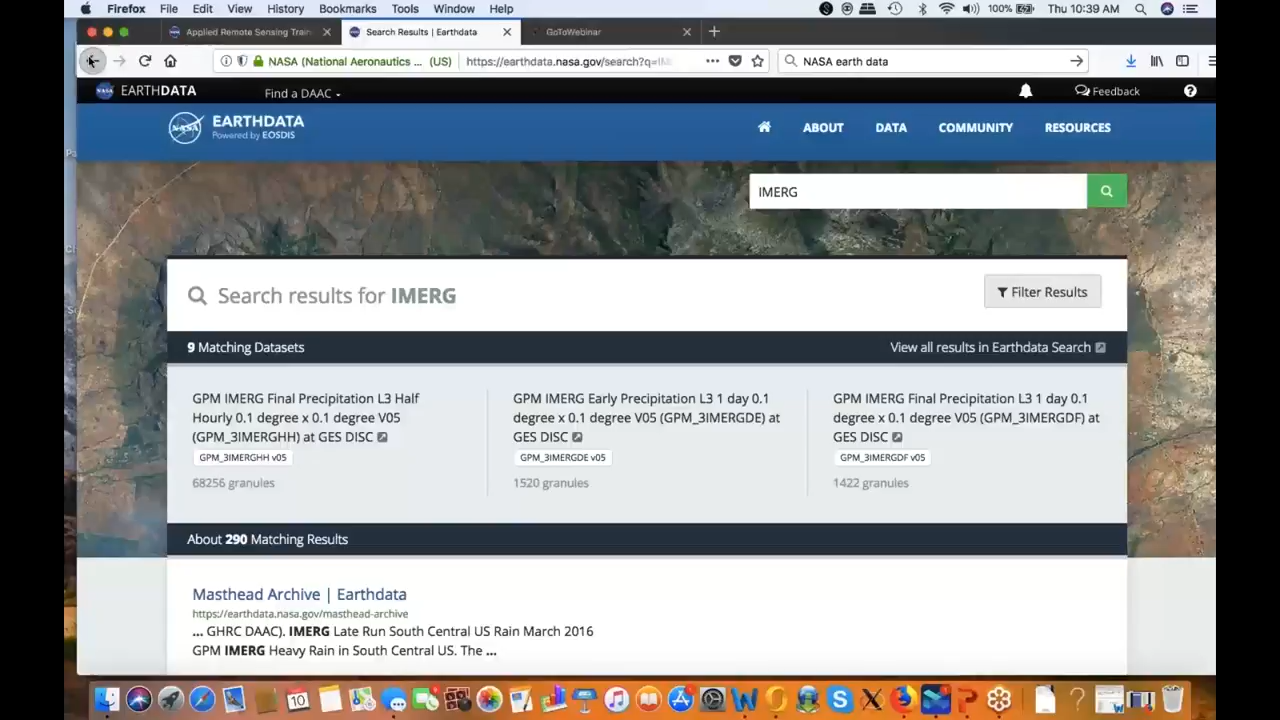 Firefox File Edit View History Bookmarks Tools Window Help 100% Thu 10:39 AM
Applied Remote Sensing Train Search Results | Earthdata GoToWebinar
NASA (National Aeronautics ... (US) https://earthdata.nasa.gov/search?q=IM NASA earth data
EARTHDATA Find a DAAC Feedback ?
NASA EARTHDATA
Powered by EOSDIS
ABOUT DATA COMMUNITY RESOURCES
IMERG
Search results for IMERG Filter Results
9 Matching Datasets View all results in Earthdata Search
GPM IMERG Final Precipitation L3 Half
Hourly 0.1 degree x 0.1 degree V05
(GPM_3IMERGHH) at GES DISC
GPM_3IMERGHH v05
68256 granules
GPM IMERG Early Precipitation L3 1 day 0.1
degree x 0.1 degree V05 (GPM_3IMERGDE) at
GES DISC
GPM_3IMERGDE v05
1520 granules
GPM IMERG Final Precipitation L3 1 day 0.1
degree x 0.1 degree V05 (GPM_3IMERGDF) at
GES DISC
GPM_3IMERGDF v05
1422 granules
About 290 Matching Results
Masthead Archive | Earthdata
https://earthdata.nasa.gov/masthead-archive
... GHRC DAAC). IMERG Late Run South Central US Rain March 2016
GPM IMERG Heavy Rain in South Central US. The ...
10